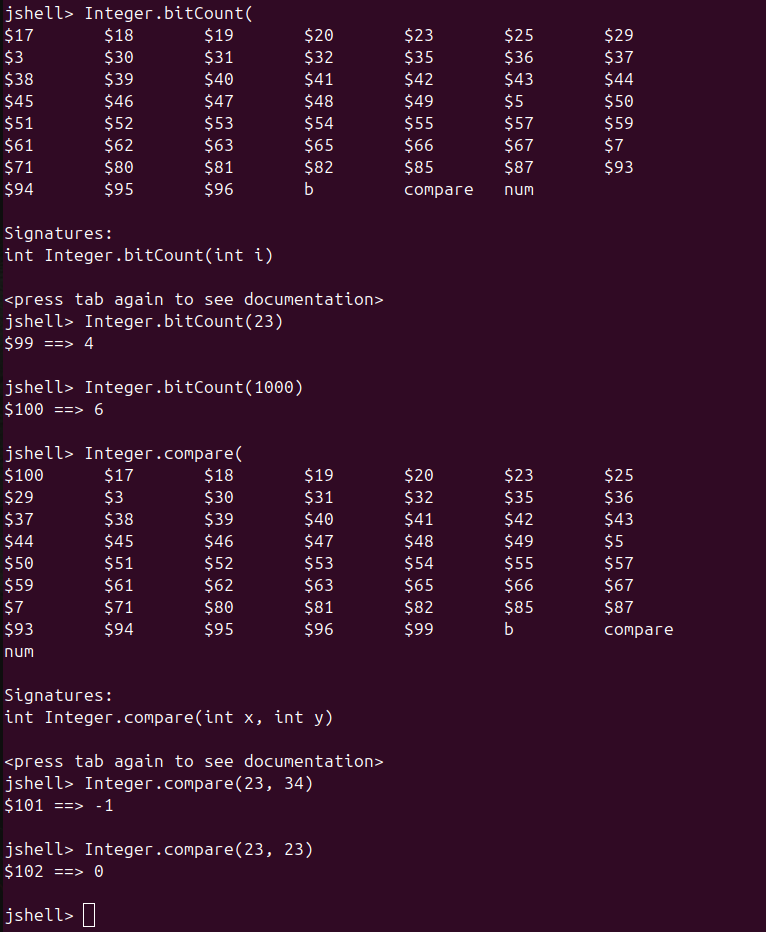 jshell> Integer.bitCount(
$17 $18 $19 $20 $23 $25 $29
$3 $30 $31 $32 $35 $36 $37
$38 $39 $40 $41 $42 $43 $44
$45 $46 $47 $48 $49 $5 $50
$51 $52 $53 $54 $55 $57 $59
$61 $62 $63 $65 $66 $67 $7
$71 $80 $81 $82 $85 $87 $93
$94 $95 $96 b compare num
Signatures:
int Integer.bitCount(int i)
<press tab again to see documentation>
jshell> Integer.bitCount(23)
$99 ==> 4
jshell> Integer.bitCount(1000)
$100 ==> 6
jshell> Integer.compare(
$100 $17 $18 $19 $20 $23 $25
$29 $3 $30 $31 $32 $35 $36
$37 $38 $39 $40 $41 $42 $43
$44 $45 $46 $47 $48 $49 $5
$50 $51 $52 $53 $54 $55 $57
$59 $61 $62 $63 $65 $66 $67
$7 $71 $80 $81 $82 $85 $87
$93 $94 $95 $96 $99 b compare
num
Signatures:
int Integer.compare(int x, int y)
<press tab again to see documentation>
jshell> Integer.compare(23, 34)
$101 ==> -1
jshell> Integer.compare(23, 23)
$102 ==> 0
jshell>